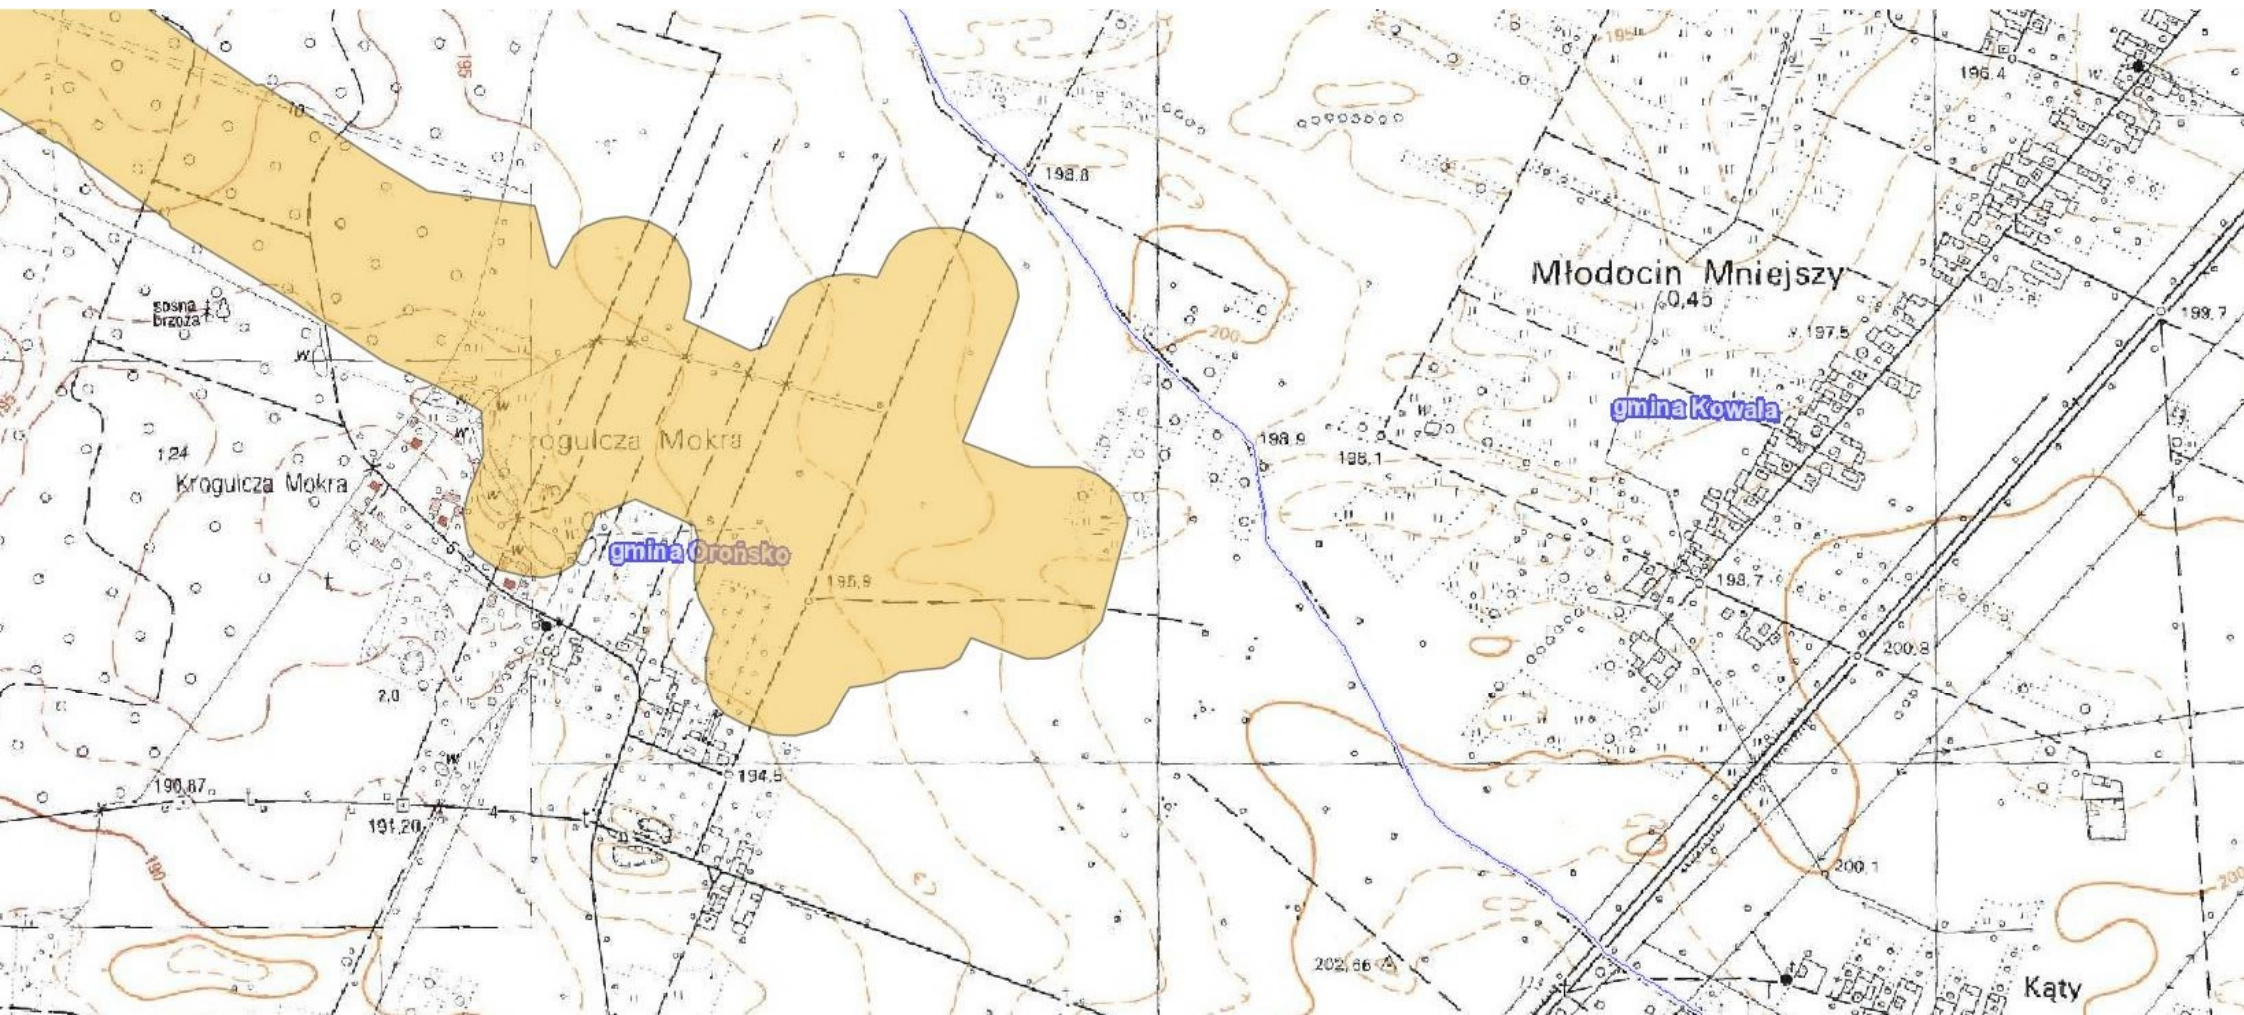 195
195
196.4
W
198,8
Młodocin Mniejszy
0,45
199,7
sosna
brzoza
197,5
200
W
W
gmina Kowala
W
W
Krogulcza Mokra
198,9
1,24
198,1
Krogulcza Mokra
W
gmina Orońsko
W
195,9
198,7
t
200,8
2,0
W
194,5
190,87
t
191,20
t
190
200,1
200
202,66
Kąty
t